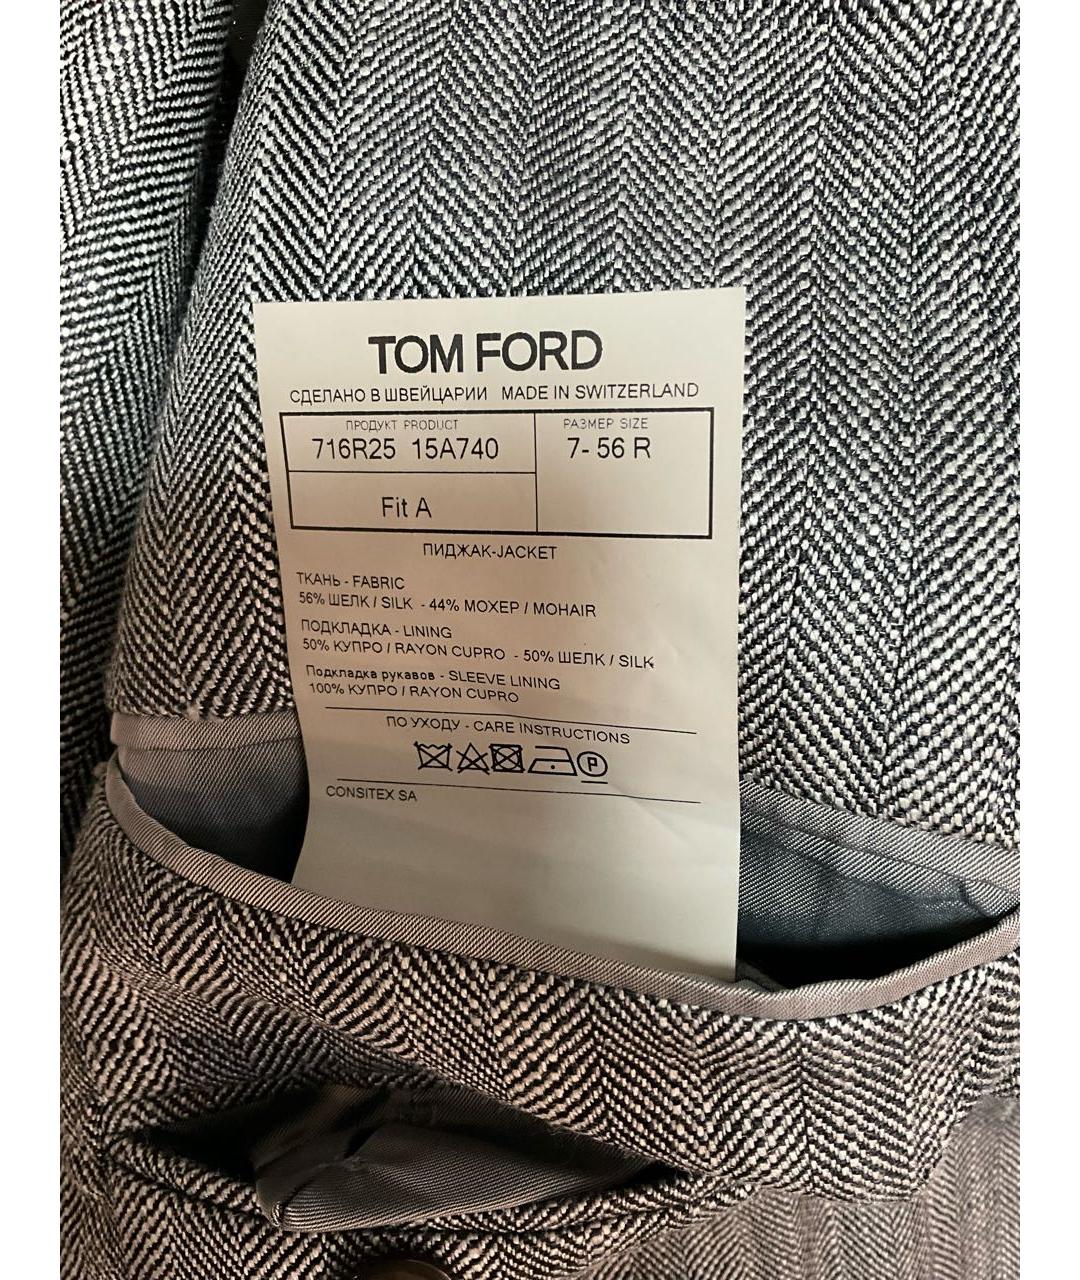 TOM FORD
СДЕЛАНО В ШВЕЙЦАРИИ MADE IN SWITZERLAND
ПРОДУКТ PRODUCT РАЗМЕР SIZE
716R25 15A740 7- 56 R
Fit A
ПИДЖАК-JACKET
ТКАНЬ - FABRIC
56% ШЕЛК / SILK - 44% МОХЕР / MOHAIR
ПОДКЛАДКА - LINING
50% КУПРО / RAYON CUPRO - 50% ШЕЛК / SILK
Подкладка рукавов - SLEEVE LINING
100% КУПРО / RAYON CUPRO
ПО УХОДУ - CARE INSTRUCTIONS
P
CONSITEX SA